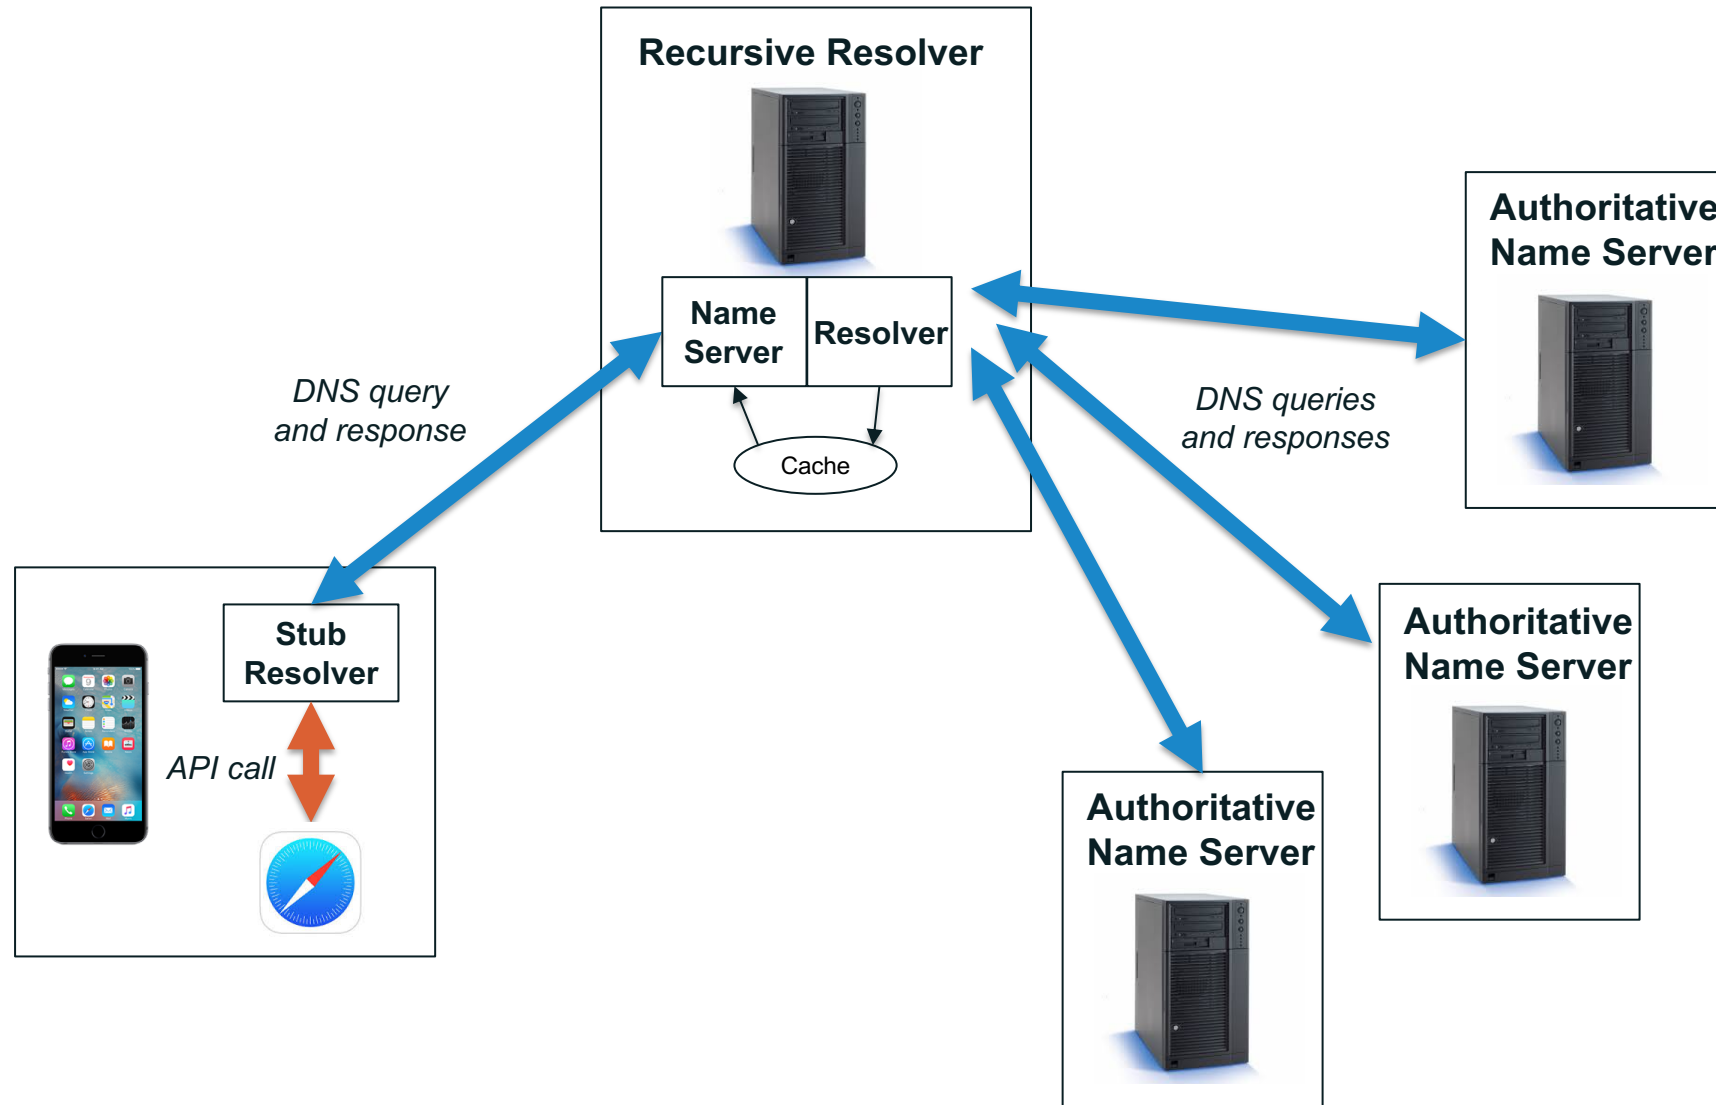 Recursive Resolver
Name
Server
Resolver
Cache
DNS query
and response
DNS queries
and responses
Authoritative
Name Server
Stub
Resolver
API call
Authoritative
Name Server
Authoritative
Name Server